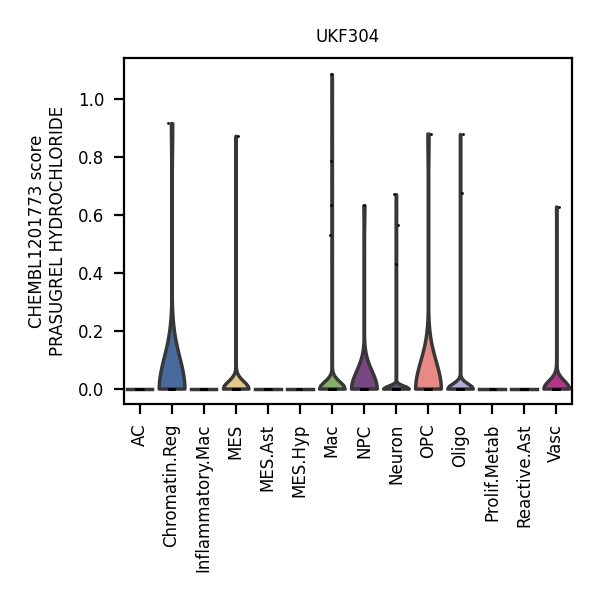 UKF304
CHEMBL1201773 score
PRASUGREL HYDROCHLORIDE
1.0
0.8
0.6
0.4
0.2
0.0
AC
Chromatin.Reg
Inflammatory.Mac
MES
MES.Ast
MES.Hyp
Mac
NPC
Neuron
OPC
Oligo
Prolif.Metab
Reactive.Ast
Vasc